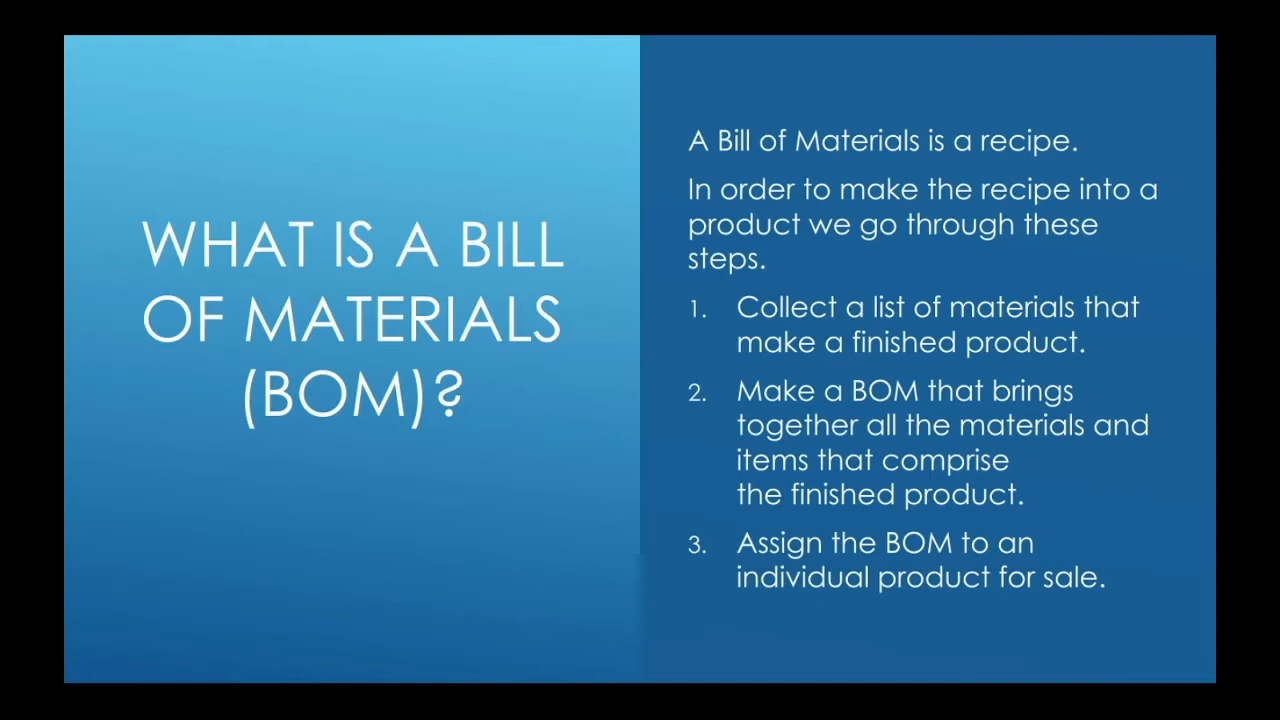 WHAT IS A BILL
OF MATERIALS
(BOM)?
A Bill of Materials is a recipe.
In order to make the recipe into a
product we go through these
steps.
1. Collect a list of materials that
make a finished product.
2. Make a BOM that brings
together all the materials and
items that comprise
the finished product.
3. Assign the BOM to an
individual product for sale.